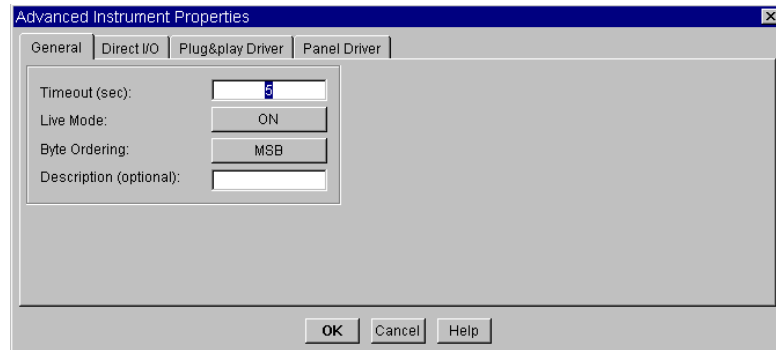 Advanced Instrument Properties
General Direct I/O Plug&play Driver Panel Driver
Timeout (sec): 5
Live Mode: ON
Byte Ordering: MSB
Description (optional):
OK Cancel Help